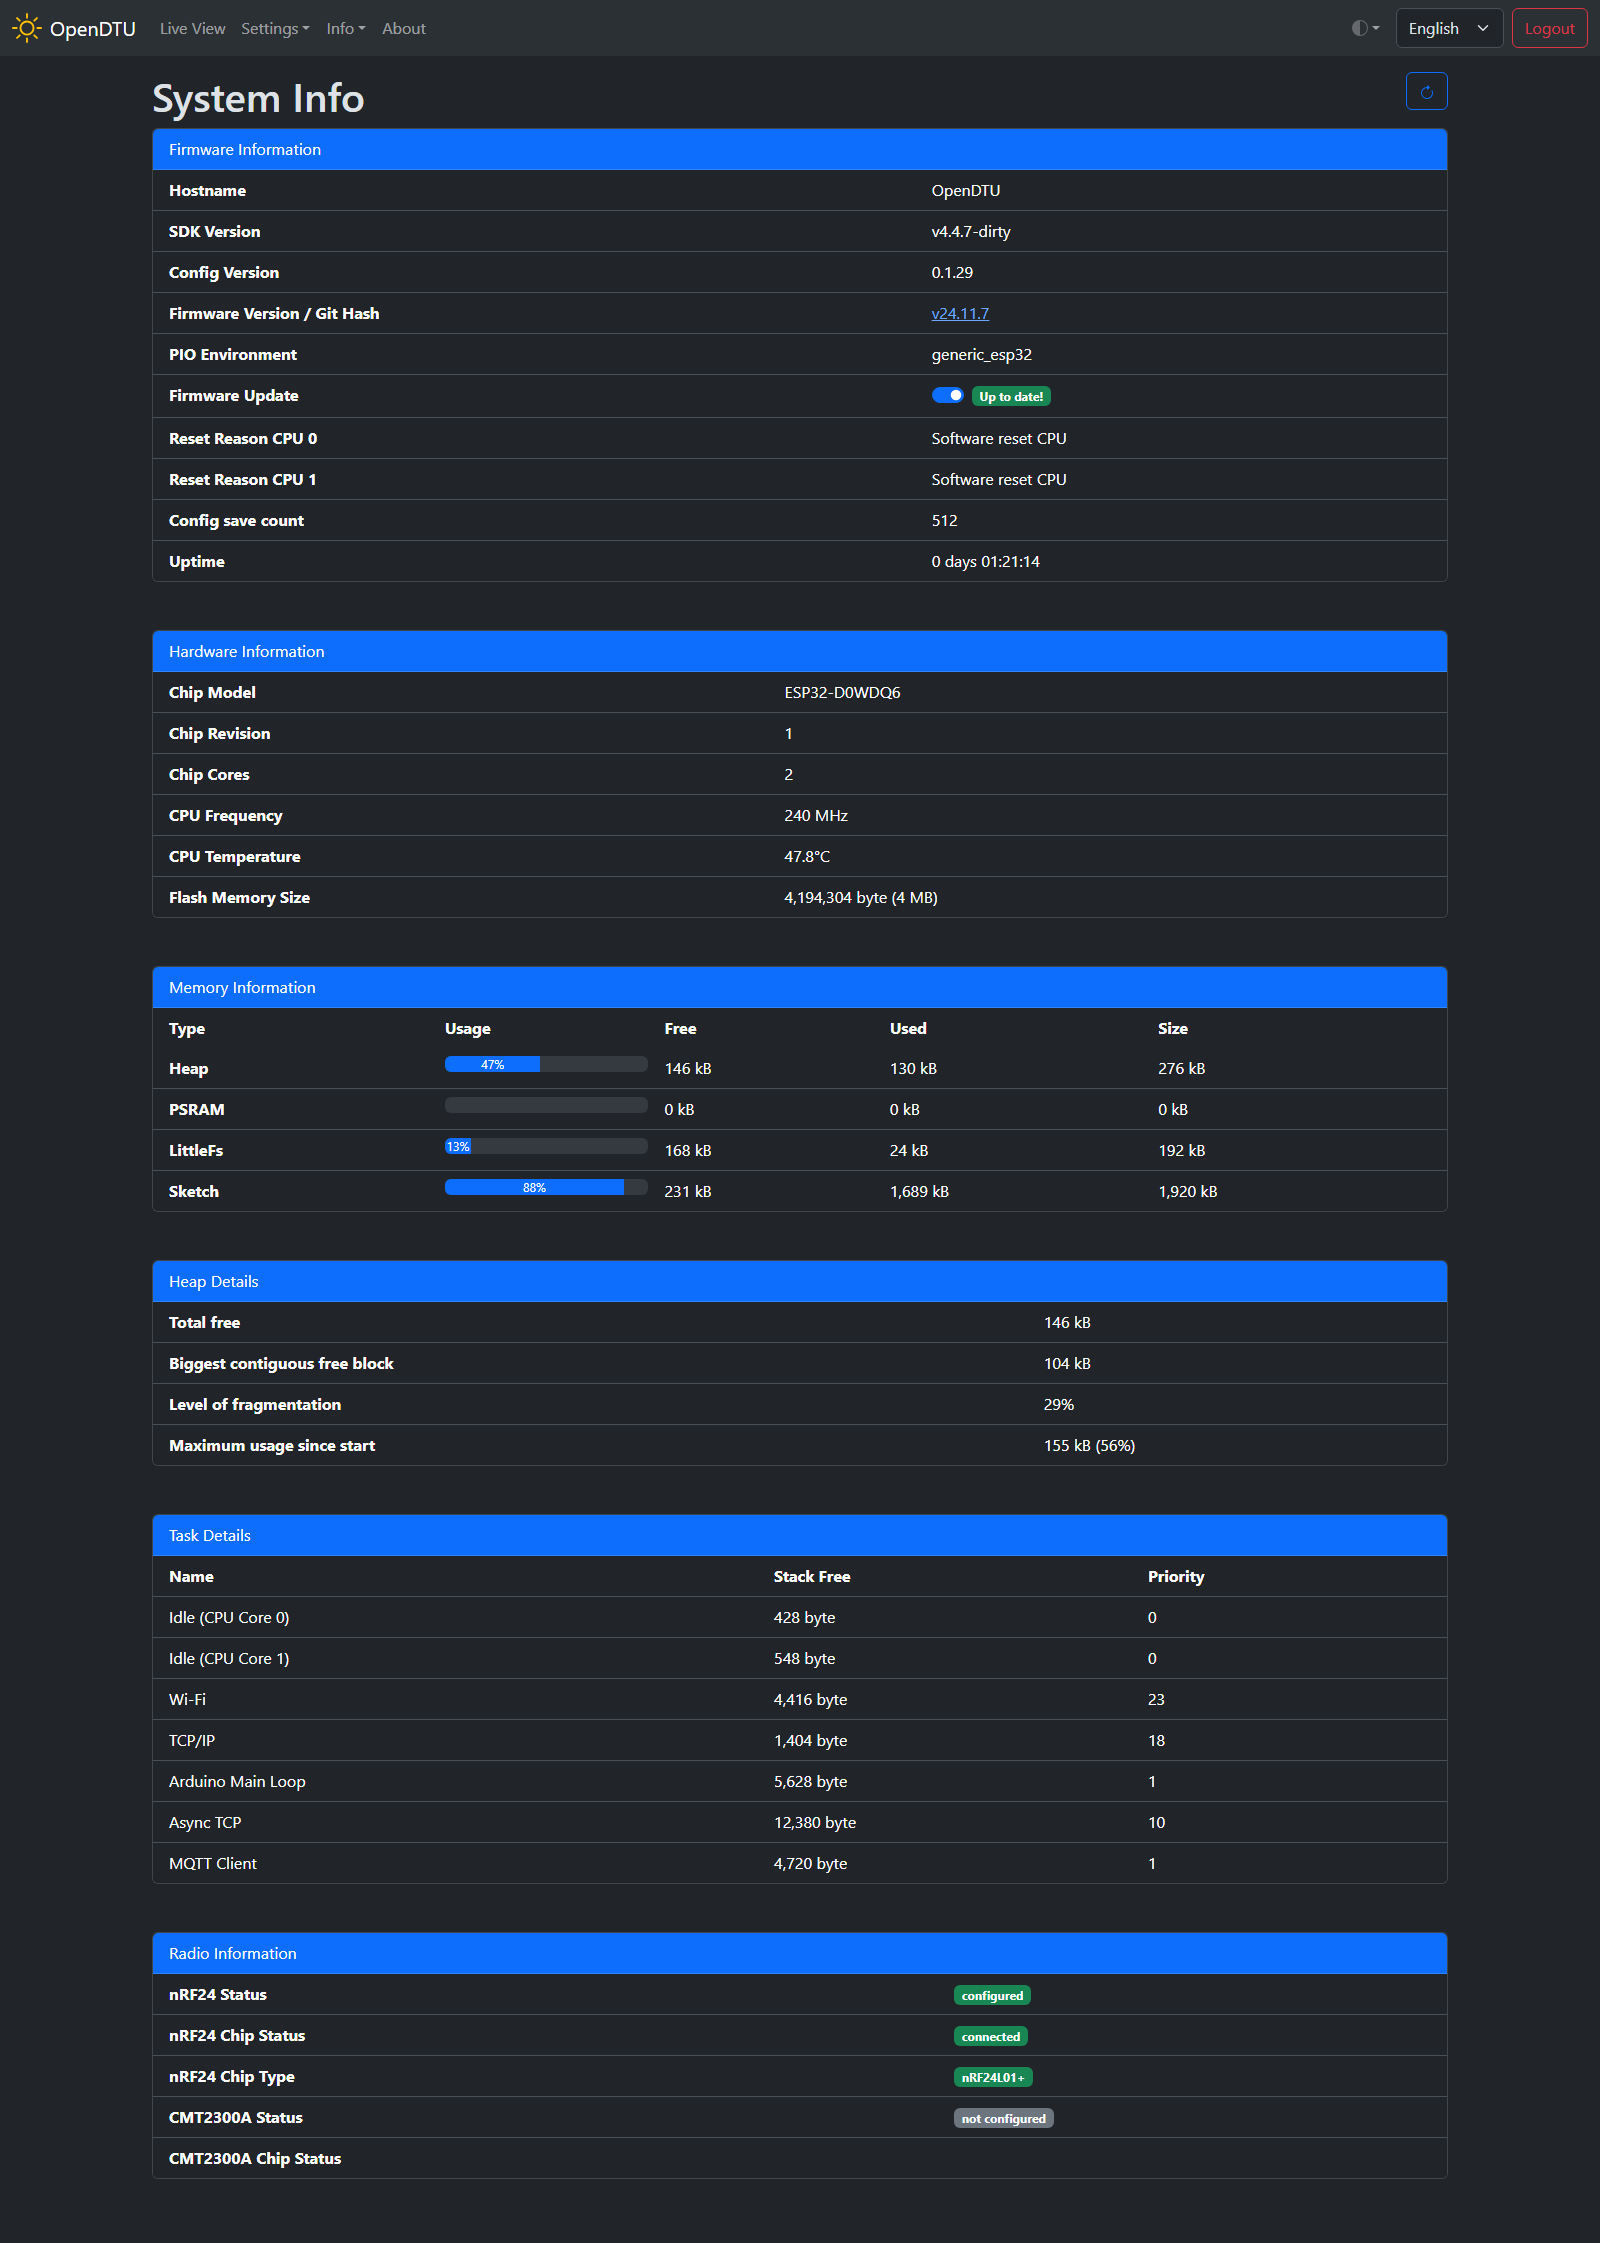 OpenDTU Live View Settings Info About English Logout
System Info
Firmware Information
Hostname OpenDTU
SDK Version v4.4.7-dirty
Config Version 0.1.29
Firmware Version / Git Hash v24.11.7
PIO Environment generic_esp32
Firmware Update Up to date!
Reset Reason CPU 0 Software reset CPU
Reset Reason CPU 1 Software reset CPU
Config save count 512
Uptime 0 days 01:21:14
Hardware Information
Chip Model ESP32-D0WDQ6
Chip Revision 1
Chip Cores 2
CPU Frequency 240 MHz
CPU Temperature 47.8°C
Flash Memory Size 4,194,304 byte (4 MB)
Memory Information
Type Usage Free Used Size
Heap 47% 146 kB 130 kB 276 kB
PSRAM 0 kB 0 kB 0 kB
LittleFs 13% 168 kB 24 kB 192 kB
Sketch 88% 231 kB 1,689 kB 1,920 kB
Heap Details
Total free 146 kB
Biggest contiguous free block 104 kB
Level of fragmentation 29%
Maximum usage since start 155 kB (56%)
Task Details
Name Stack Free Priority
Idle (CPU Core 0) 428 byte 0
Idle (CPU Core 1) 548 byte 0
Wi-Fi 4,416 byte 23
TCP/IP 1,404 byte 18
Arduino Main Loop 5,628 byte 1
Async TCP 12,380 byte 10
MQTT Client 4,720 byte 1
Radio Information
nRF24 Status configured
nRF24 Chip Status connected
nRF24 Chip Type nRF24L01+
CMT2300A Status not configured
CMT2300A Chip Status